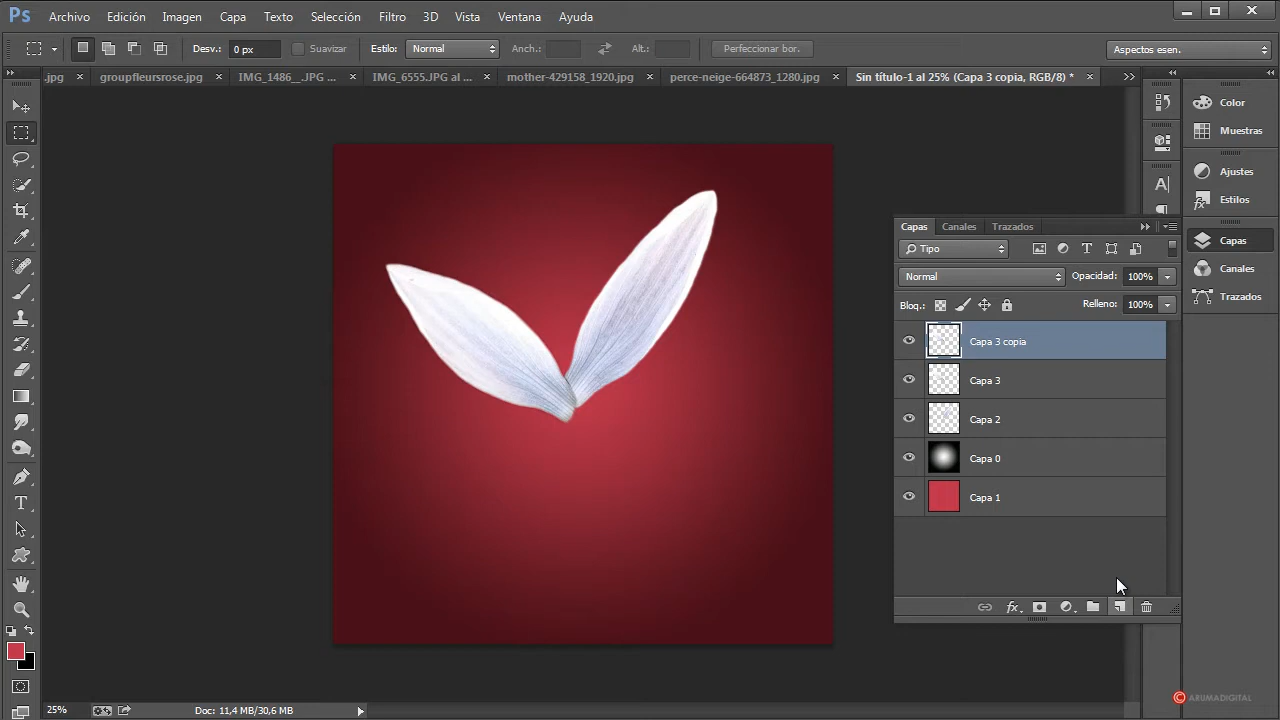 Ps Archivo Edición Imagen Capa Texto Selección Filtro 3D Vista Ventana Ayuda
Desv.: 0 px Suavizar Estilo: Normal Anch.: Alt.: Perfeccionar bor. Aspectos esen.
.jpg × groupfleursrose.jpg × IMG_1486__.JPG ... × IMG_6555.JPG al ... × mother-429158_1920.jpg × perce-neige-664873_1280.jpg × Sin título-1 al 25% (Capa 3 copia, RGB/8) * ×
Color
Muestras
Ajustes
Estilos
Capas
Canales
Trazados
Capas Canales Trazados
Tipo
Normal Opacidad: 100%
Bloq.: Relleno: 100%
Capa 3 copia
Capa 3
Capa 2
Capa 0
Capa 1
fx
25% Doc: 11,4 MB/30,6 MB
© ARUMADIGITAL